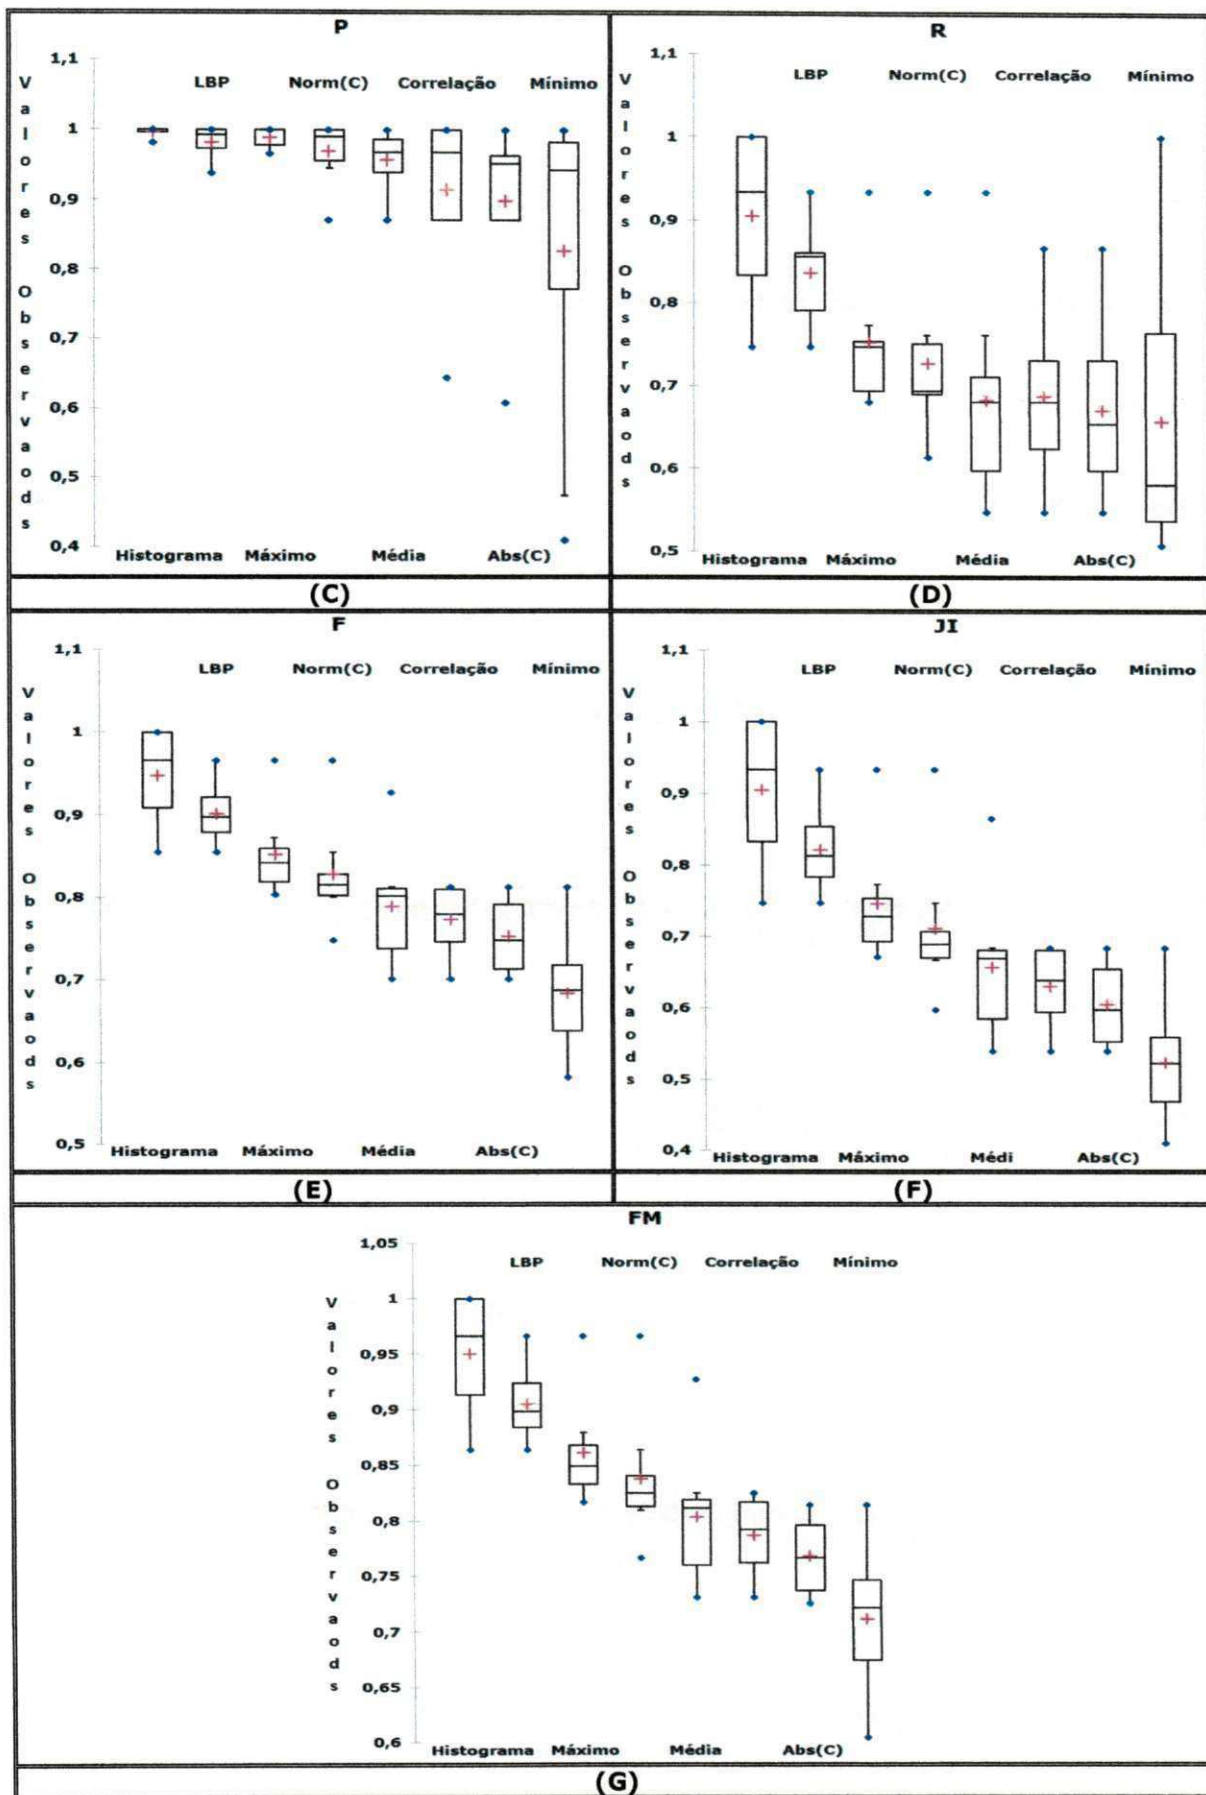 P
1,1
LBP Norm(C) Correlação Mínimo
1
0,9
0,8
0,7
0,6
0,5
0,4
Valores Observaods
Histograma Máximo Média Abs(C)
(C)
R
1,1
LBP Norm(C) Correlação Mínimo
1
0,9
0,8
0,7
0,6
0,5
Valores Observaods
Histograma Máximo Média Abs(C)
(D)
F
1,1
LBP Norm(C) Correlação Mínimo
1
0,9
0,8
0,7
0,6
0,5
Valores Observaods
Histograma Máximo Média Abs(C)
(E)
JI
1,1
LBP Norm(C) Correlação Mínimo
1
0,9
0,8
0,7
0,6
0,5
0,4
Valores Observaods
Histograma Máximo Médi Abs(C)
(F)
FM
1,05
LBP Norm(C) Correlação Mínimo
1
0,95
0,9
0,85
0,8
0,75
0,7
0,65
0,6
Valores Observaods
Histograma Máximo Média Abs(C)
(G)